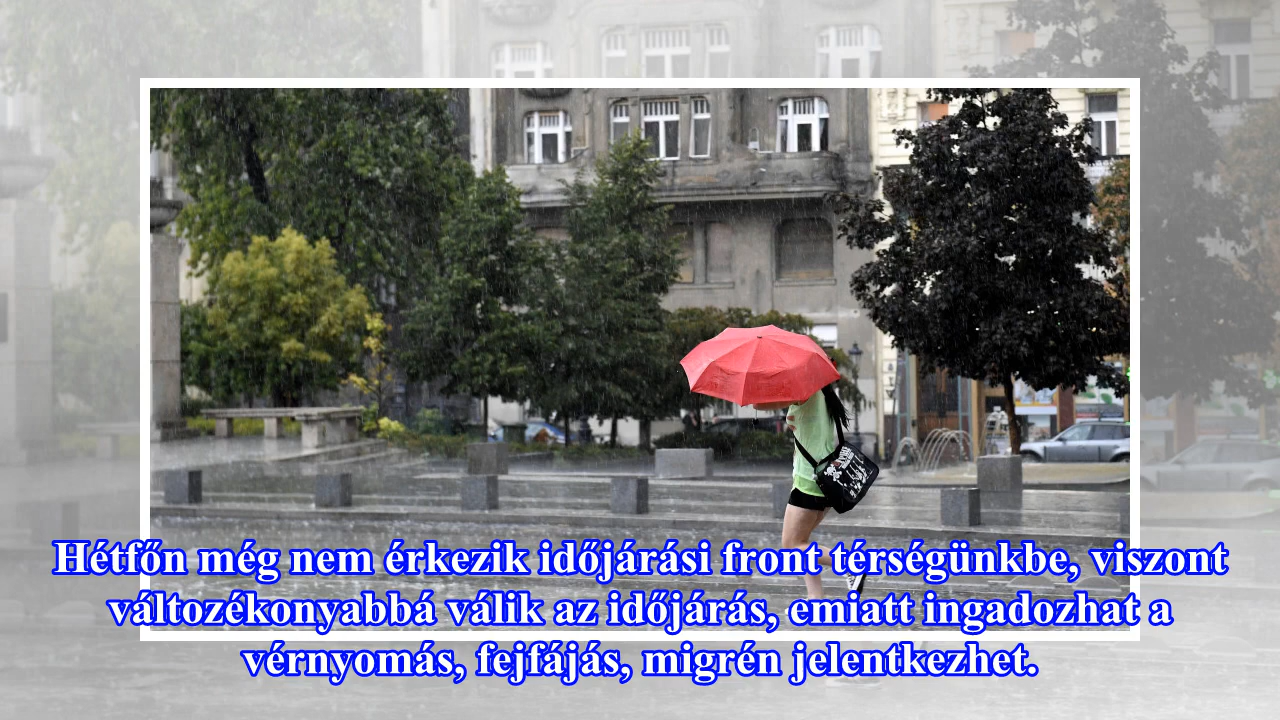 Hétfőn még nem érkezik időjárási front térségünkbe, viszont
változékonyabbá válik az időjárás, emiatt ingadozhat a
vérnyomás, fejfájás, migrén jelentkezhet.